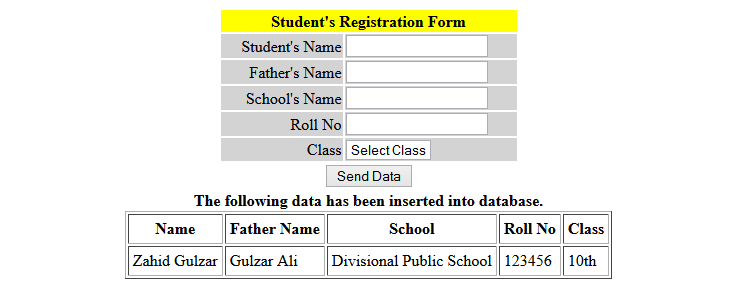 Student's Registration Form
Student's Name
Father's Name
School's Name
Roll No
Class Select Class
Send Data
The following data has been inserted into database.
Name Father Name School Roll No Class
Zahid Gulzar Gulzar Ali Divisional Public School 123456 10th